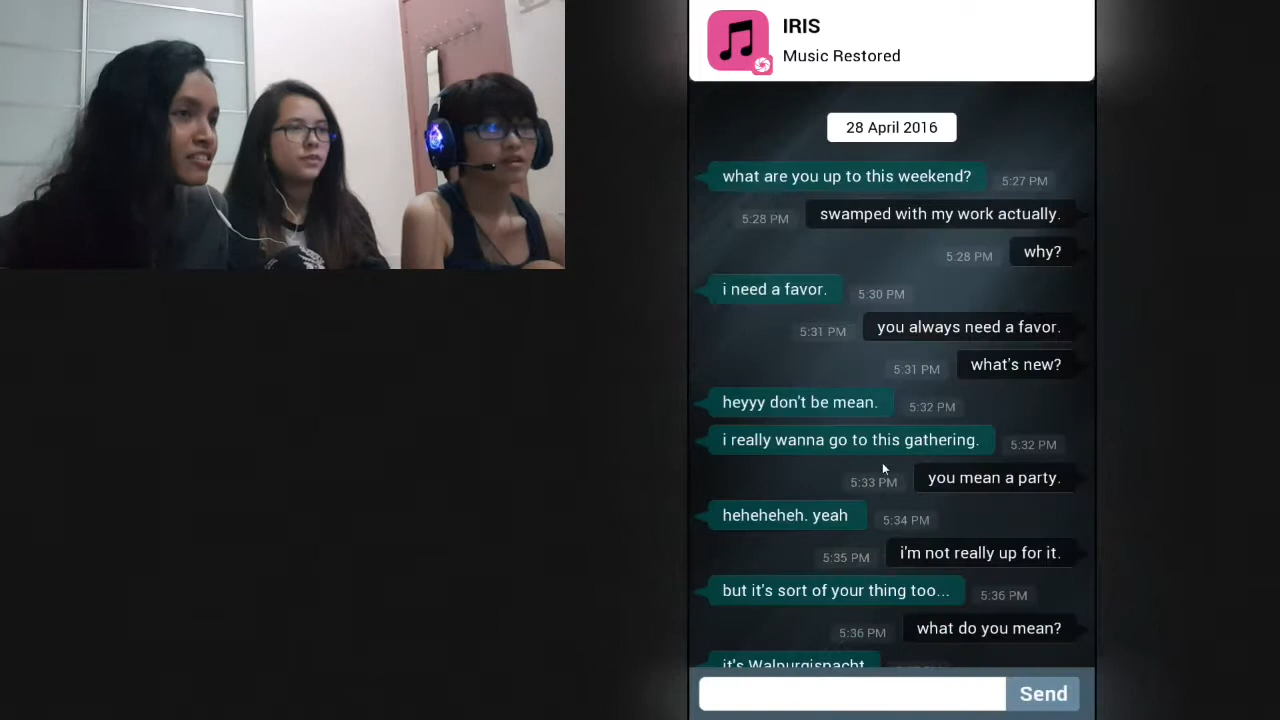 IRIS
Music Restored
28 April 2016
what are you up to this weekend?
5:27 PM
5:28 PM
swamped with my work actually.
5:28 PM
why?
i need a favor.
5:30 PM
5:31 PM
you always need a favor.
5:31 PM
what's new?
heyyy don't be mean.
5:32 PM
i really wanna go to this gathering.
5:32 PM
5:33 PM
you mean a party.
heheheheh. yeah
5:34 PM
5:35 PM
i'm not really up for it.
but it's sort of your thing too...
5:36 PM
5:36 PM
what do you mean?
it's Walpurgisnacht
Send